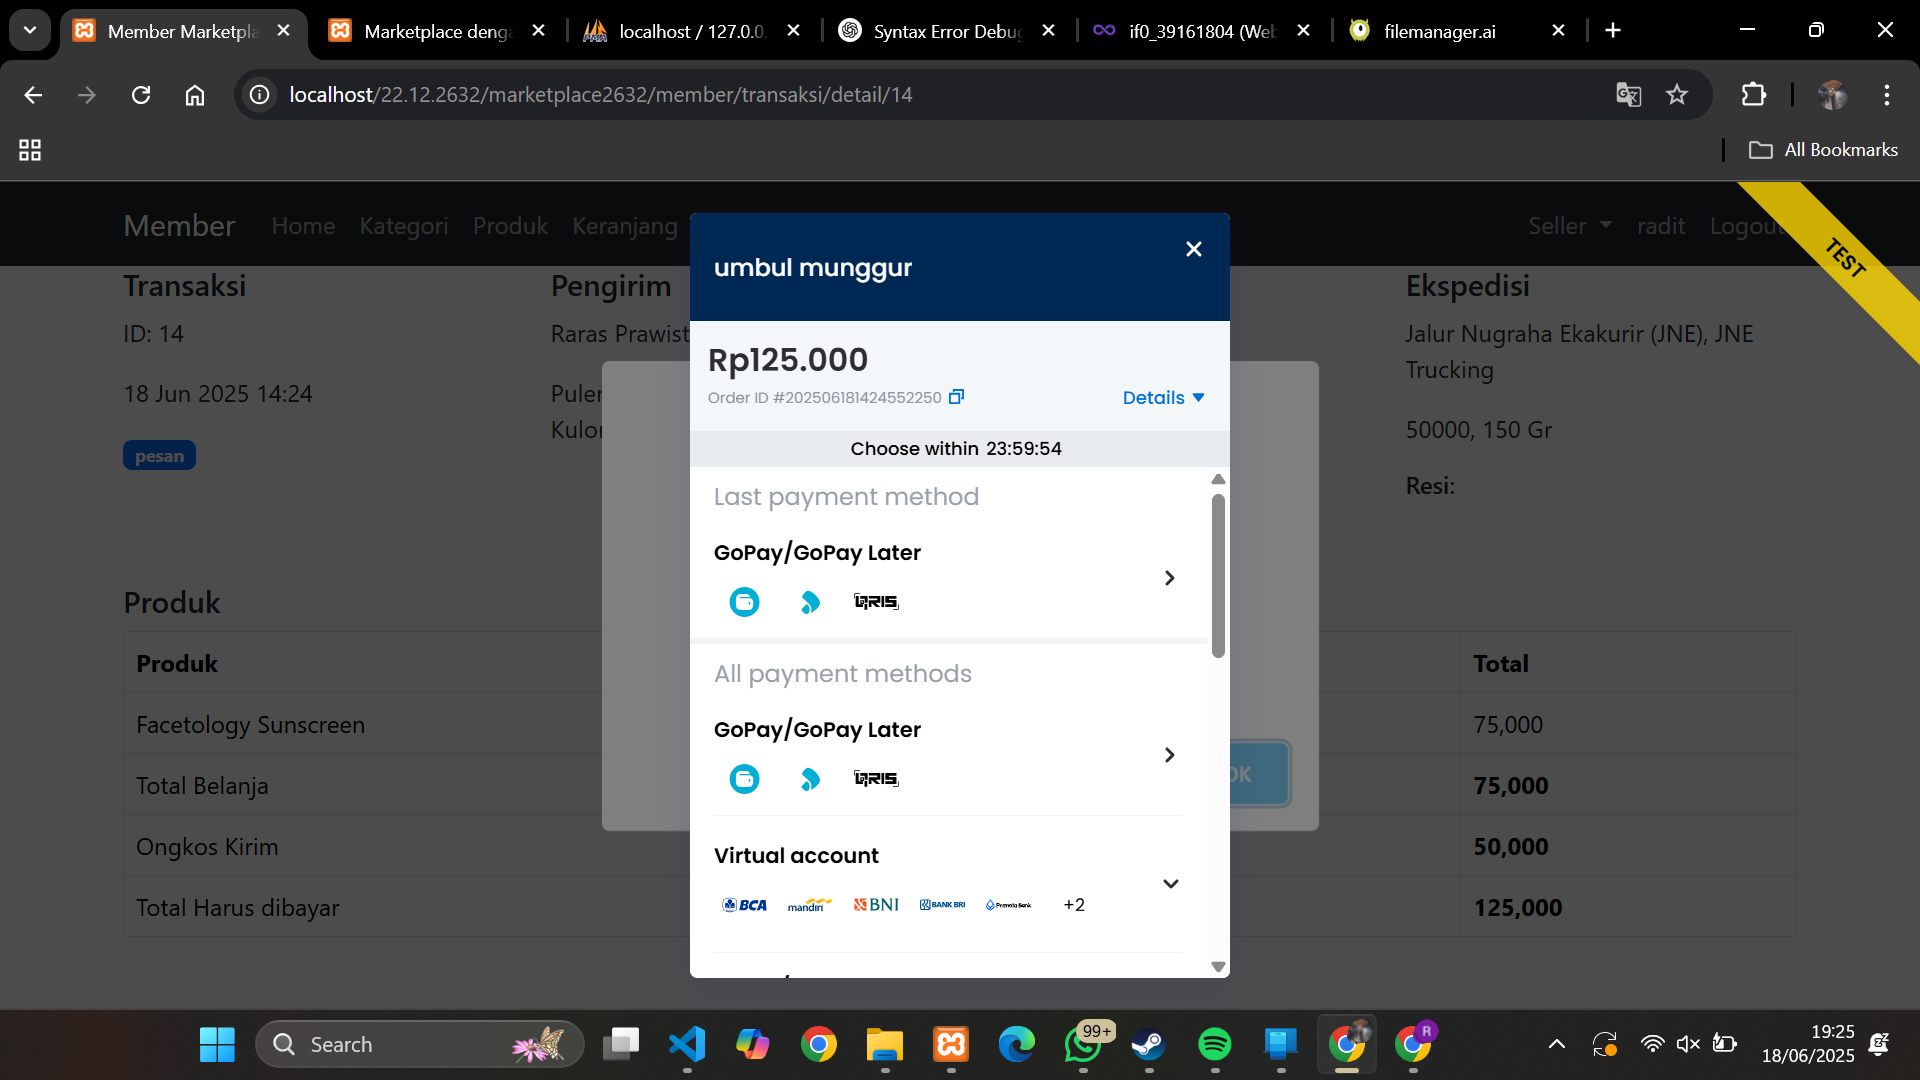 Member Marketpla
Marketplace denga
localhost / 127.0.0.
Syntax Error Debug
if0_39161804 (Web
filemanager.ai
localhost/22.12.2632/marketplace2632/member/transaksi/detail/14
All Bookmarks
Member
Home
Kategori
Produk
Keranjang
Seller
radit
Logout
TEST
Transaksi
ID: 14
18 Jun 2025 14:24
pesan
Pengirim
Raras Prawist
Puler
Kulor
Ekspedisi
Jalur Nugraha Ekakurir (JNE), JNE
Trucking
50000, 150 Gr
Resi:
umbul munggur
Rp125.000
Order ID #202506181424552250
Details
Choose within 23:59:54
Last payment method
GoPay/GoPay Later
QRIS
All payment methods
GoPay/GoPay Later
QRIS
Virtual account
BCA
mandiri
BNI
BANK BRI
PermataBank
+2
OK
Produk
Produk
Total
Facetology Sunscreen
75,000
Total Belanja
75,000
Ongkos Kirim
50,000
Total Harus dibayar
125,000
Search
99+
R
19:25
18/06/2025